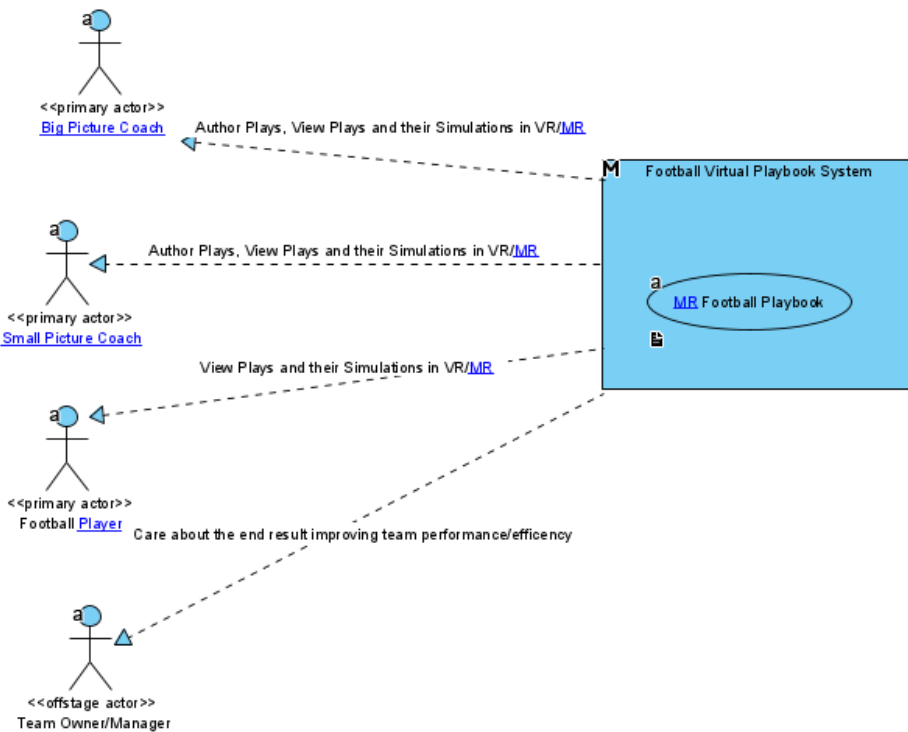 a
<<primary actor>>
Big Picture Coach
Author Plays, View Plays and their Simulations in VR/MR
M
Football Virtual Playbook System
a
Author Plays, View Plays and their Simulations in VR/MR
<<primary actor>>
Small Picture Coach
a
MR Football Playbook
View Plays and their Simulations in VR/MR
a
<<primary actor>>
Football Player
Care about the end result improving team performance/efficency
a
<<offstage actor>>
Team Owner/Manager